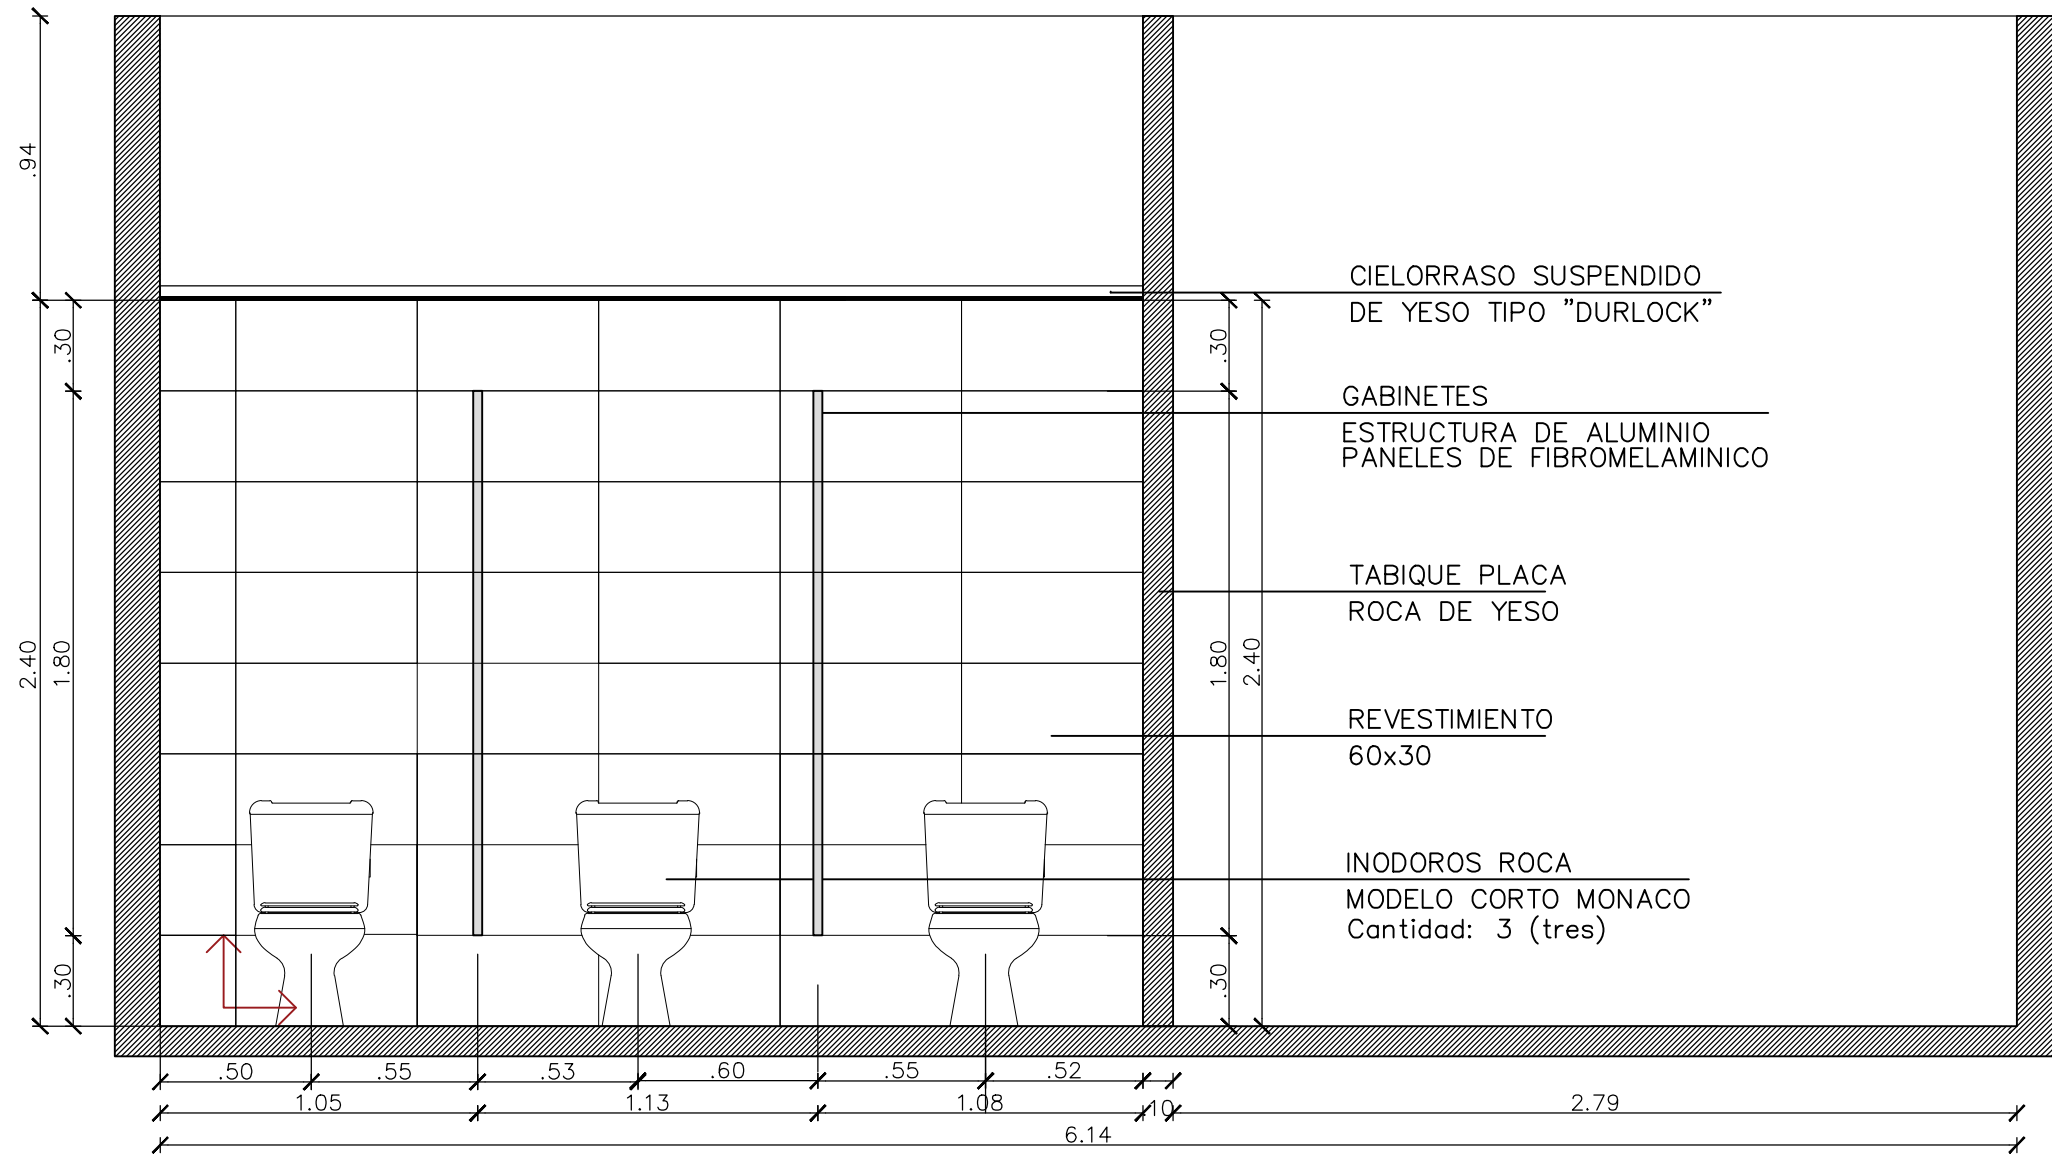 .94
CIELORRASO SUSPENDIDO
DE YESO TIPO "DURLOCK"
.30
.30
GABINETES
ESTRUCTURA DE ALUMINIO
PANELES DE FIBROMELAMINICO
TABIQUE PLACA
ROCA DE YESO
2.40
1.80
1.80
2.40
REVESTIMIENTO
60x30
INODOROS ROCA
MODELO CORTO MONACO
Cantidad: 3 (tres)
.30
.30
.50 .55 .53 .60 .55 .52
1.05 1.13 1.08 .10 2.79
6.14